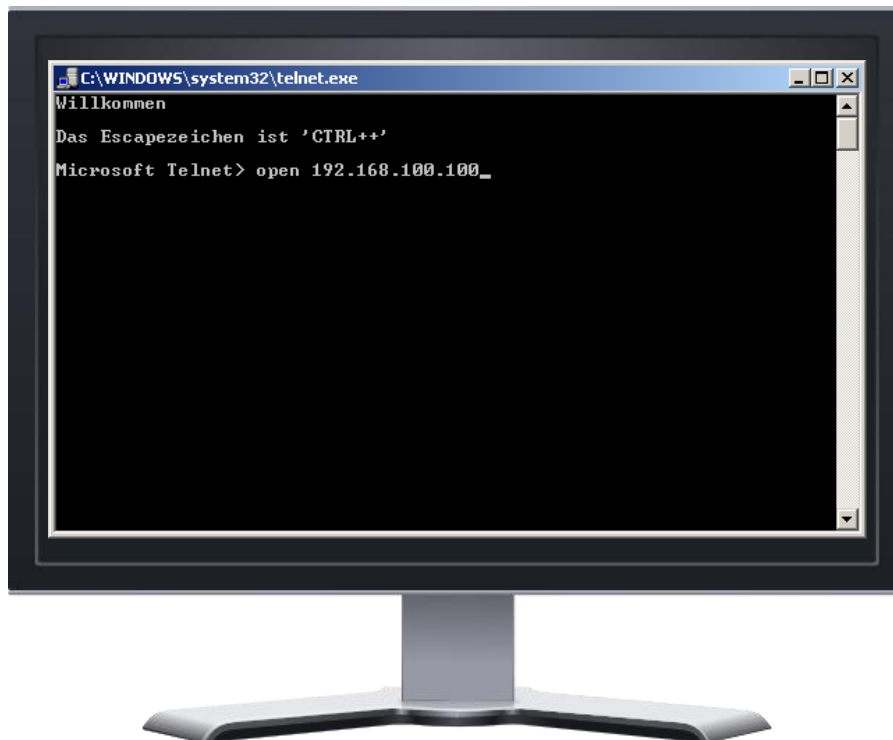 C:\WINDOWS\system32\telnet.exe
Willkommen
Das Escapezeichen ist 'CTRL++'
Microsoft Telnet> open 192.168.100.100_